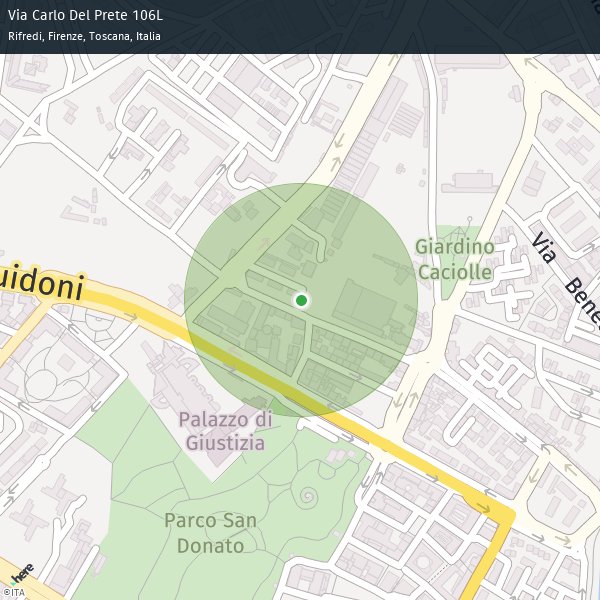 Via Carlo Del Prete 106L
Rifredi, Firenze, Toscana, Italia
Giardino
Caciolle
Via Bene
uidoni
Palazzo di
Giustizia
Parco San
Donato
here
©ITA